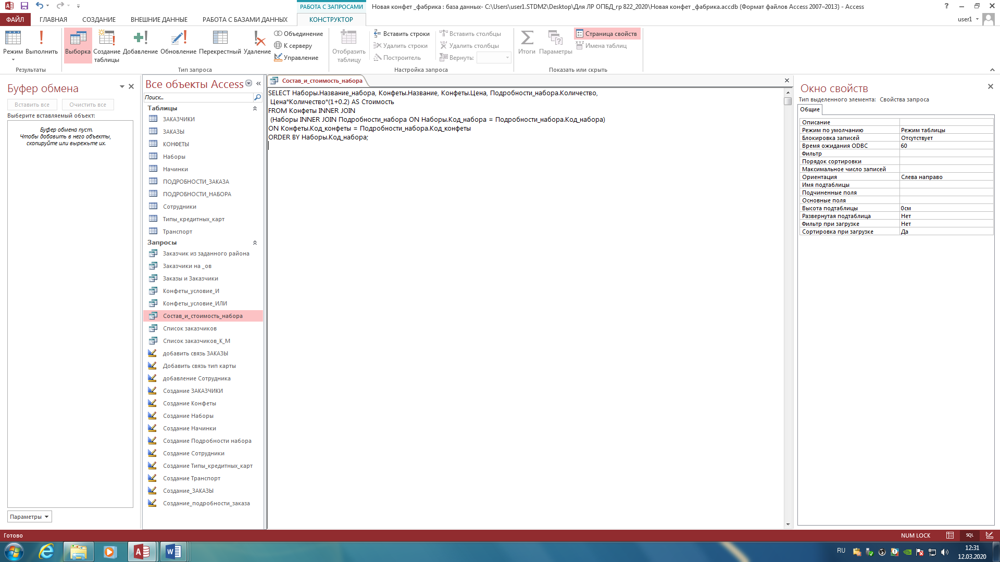 РАБОТА С ЗАПРОСАМИ
Новая конфет _фабрика : база данных- C:\Users\user1.STDM2\Desktop\Для ЛР ОПБД_гр 822_2020\Новая конфет _фабрика.accdb (Формат файлов Access 2007–2013) - Access
ФАЙЛ ГЛАВНАЯ СОЗДАНИЕ ВНЕШНИЕ ДАННЫЕ РАБОТА С БАЗАМИ ДАННЫХ КОНСТРУКТОР user1
Режим Выполнить
Результаты
Выборка Создание таблицы Добавление Обновление Перекрестный Удаление
Объединение
К серверу
Управление
Тип запроса
Отобразить таблицу
Вставить строки
Удалить строки
Построитель
Вставить столбцы
Удалить столбцы
Вернуть:
Настройка запроса
Итоги Параметры
Страница свойств
Имена таблиц
Показать или скрыть
Буфер обмена
Вставить все Очистить все
Выберите вставляемый объект:
Буфер обмена пуст.
Чтобы добавить в него объекты,
скопируйте или вырежьте их.
Параметры
Все объекты Access
Поиск...
Таблицы
ЗАКАЗЧИКИ
ЗАКАЗЫ
КОНФЕТЫ
Наборы
Начинки
ПОДРОБНОСТИ_ЗАКАЗА
ПОДРОБНОСТИ_НАБОРА
Сотрудники
Типы_кредитных_карт
Транспорт
Запросы
Заказчик из заданного района
Заказчики на _ов
Заказы и Заказчики
Конфеты_условие_И
Конфеты_условие_ИЛИ
Состав_и_стоимость_набора
Список заказчиков
Список заказчиков_К_М
добавить связь ЗАКАЗЫ
Добавить связь тип карты
добавление Сотрудника
Создание ЗАКАЗЧИКИ
Создание Конфеты
Создание Наборы
Создание Начинки
Создание Подробности набора
Создание Сотрудники
Создание Типы_кредитных_карт
Создание Транспорт
Создание_ЗАКАЗЫ
Создание_подробности_заказа
Состав_и_стоимость_набора
SELECT Наборы.Название_набора, Конфеты.Название, Конфеты.Цена, Подробности_набора.Количество,
Цена*Количество*(1+0.2) AS Стоимость
FROM Конфеты INNER JOIN
(Наборы INNER JOIN Подробности_набора ON Наборы.Код_набора = Подробности_набора.Код_набора)
ON Конфеты.Код_конфеты = Подробности_набора.Код_конфеты
ORDER BY Наборы.Код_набора;
Окно свойств
Тип выделенного элемента: Свойства запроса
Общие
Описание
Режим по умолчанию Режим таблицы
Блокировка записей Отсутствует
Время ожидания ODBC 60
Фильтр
Порядок сортировки
Максимальное число записей
Ориентация Слева направо
Имя подтаблицы
Подчиненные поля
Основные поля
Высота подтаблицы 0см
Развернутая подтаблица Нет
Фильтр при загрузке Нет
Сортировка при загрузке Да
Готово NUM LOCK SQL
RU 12:31
12.03.2020